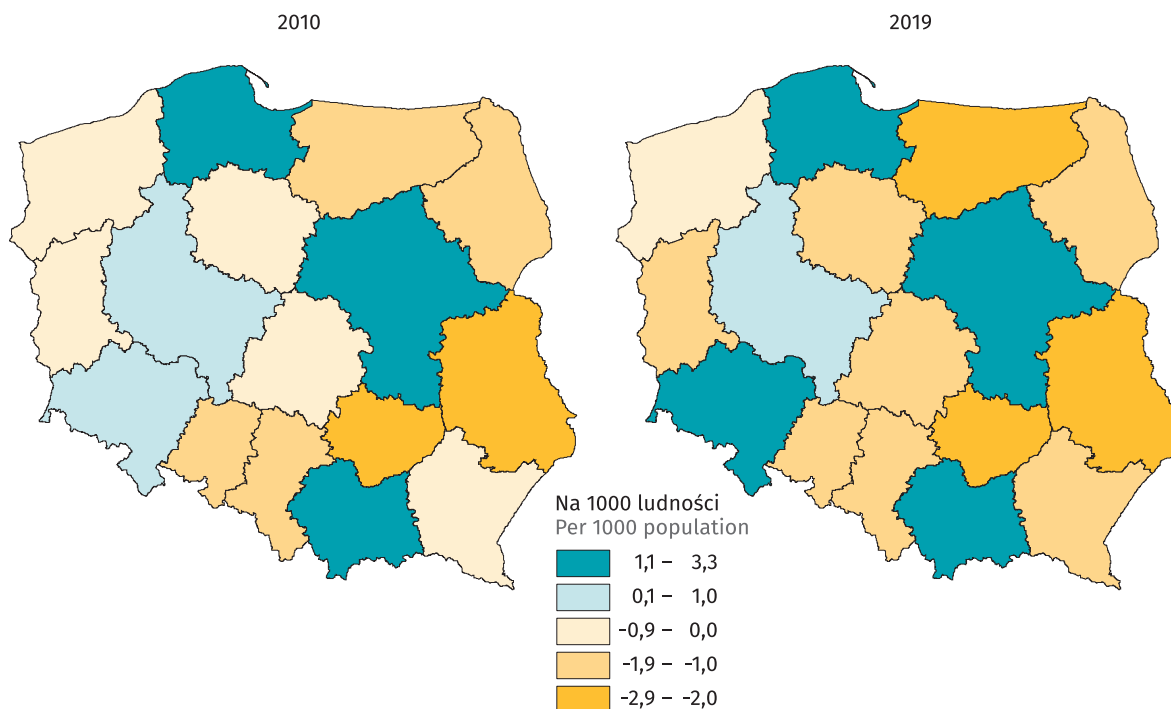 2010
2019
Na 1000 ludności
Per 1000 population
1,1 – 3,3
0,1 – 1,0
-0,9 – 0,0
-1,9 – -1,0
-2,9 – -2,0